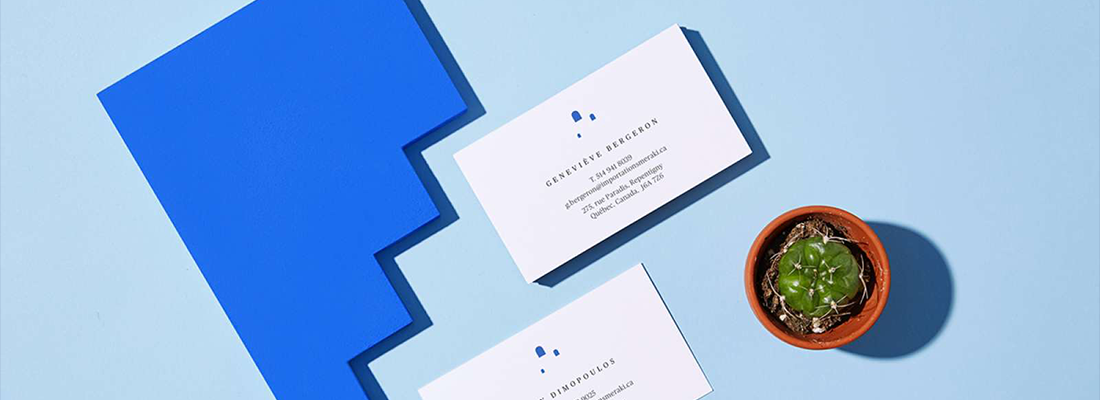 GENEVIÈVE BERGERON
T. 514 941 8039
g.bergeron@importationsmeraki.ca
275, rue Paradis, Repentigny
Québec, Canada, J6A 7Z6
DIMOPOULOS